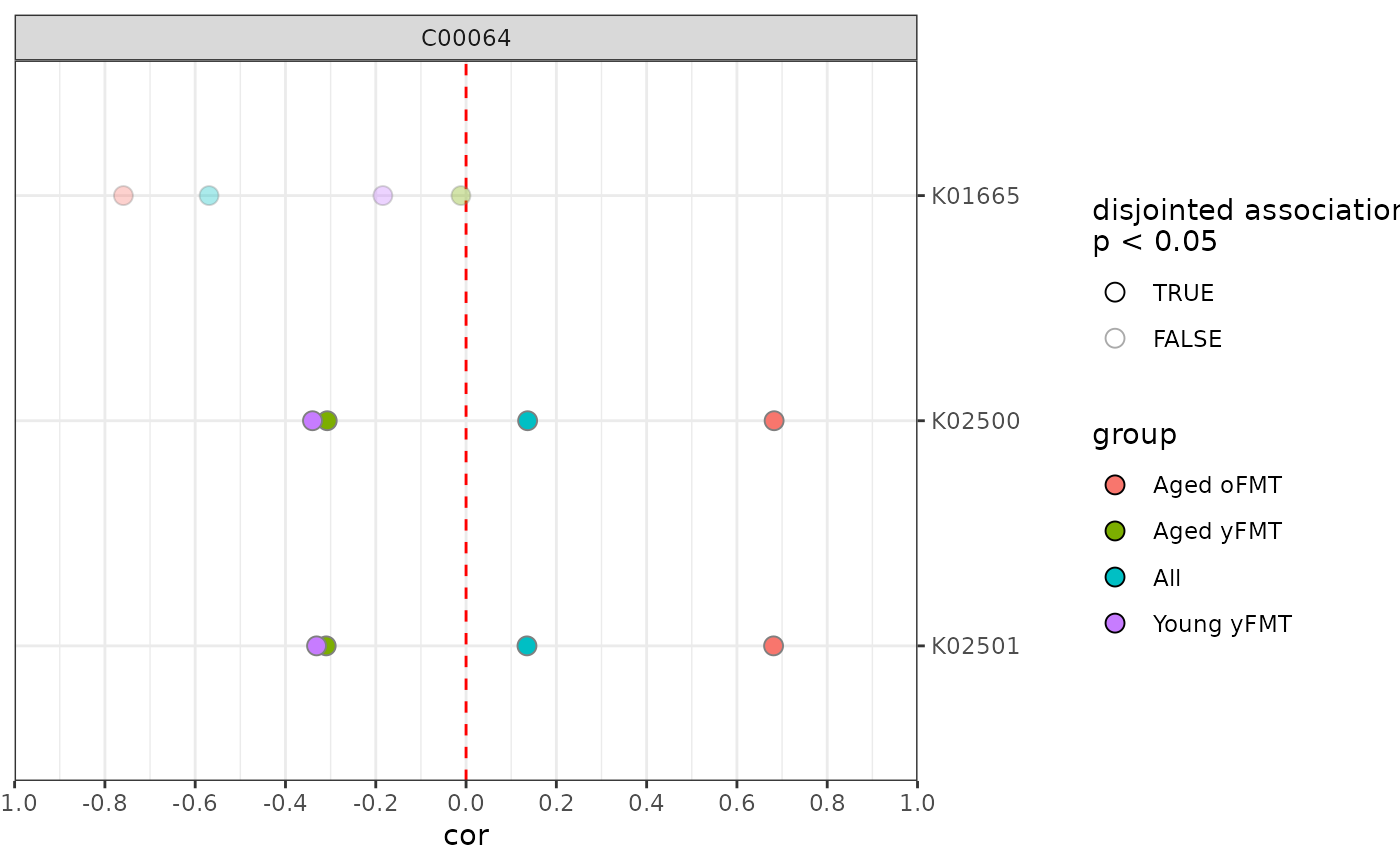 C00064
K01665
K02500
K02501
1.0 -0.8 -0.6 -0.4 -0.2 0.0 0.2 0.4 0.6 0.8 1.0
cor
disjointed association
p < 0.05
TRUE
FALSE
group
Aged oFMT
Aged yFMT
All
Young yFMT